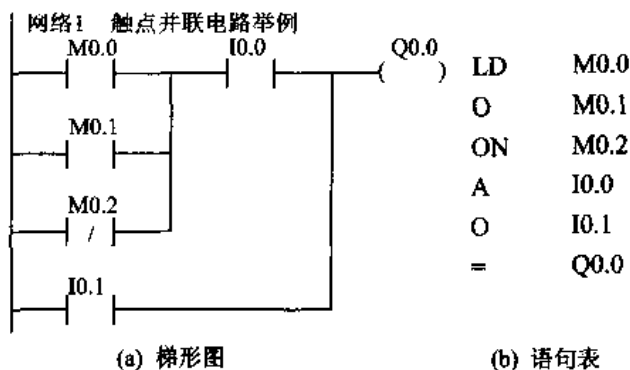 网络1 触点并联电路举例
M0.0 I0.0 Q0.0
M0.1
M0.2
/
I0.1
(a) 梯形图
LD M0.0
O M0.1
ON M0.2
A I0.0
O I0.1
= Q0.0
(b) 语句表